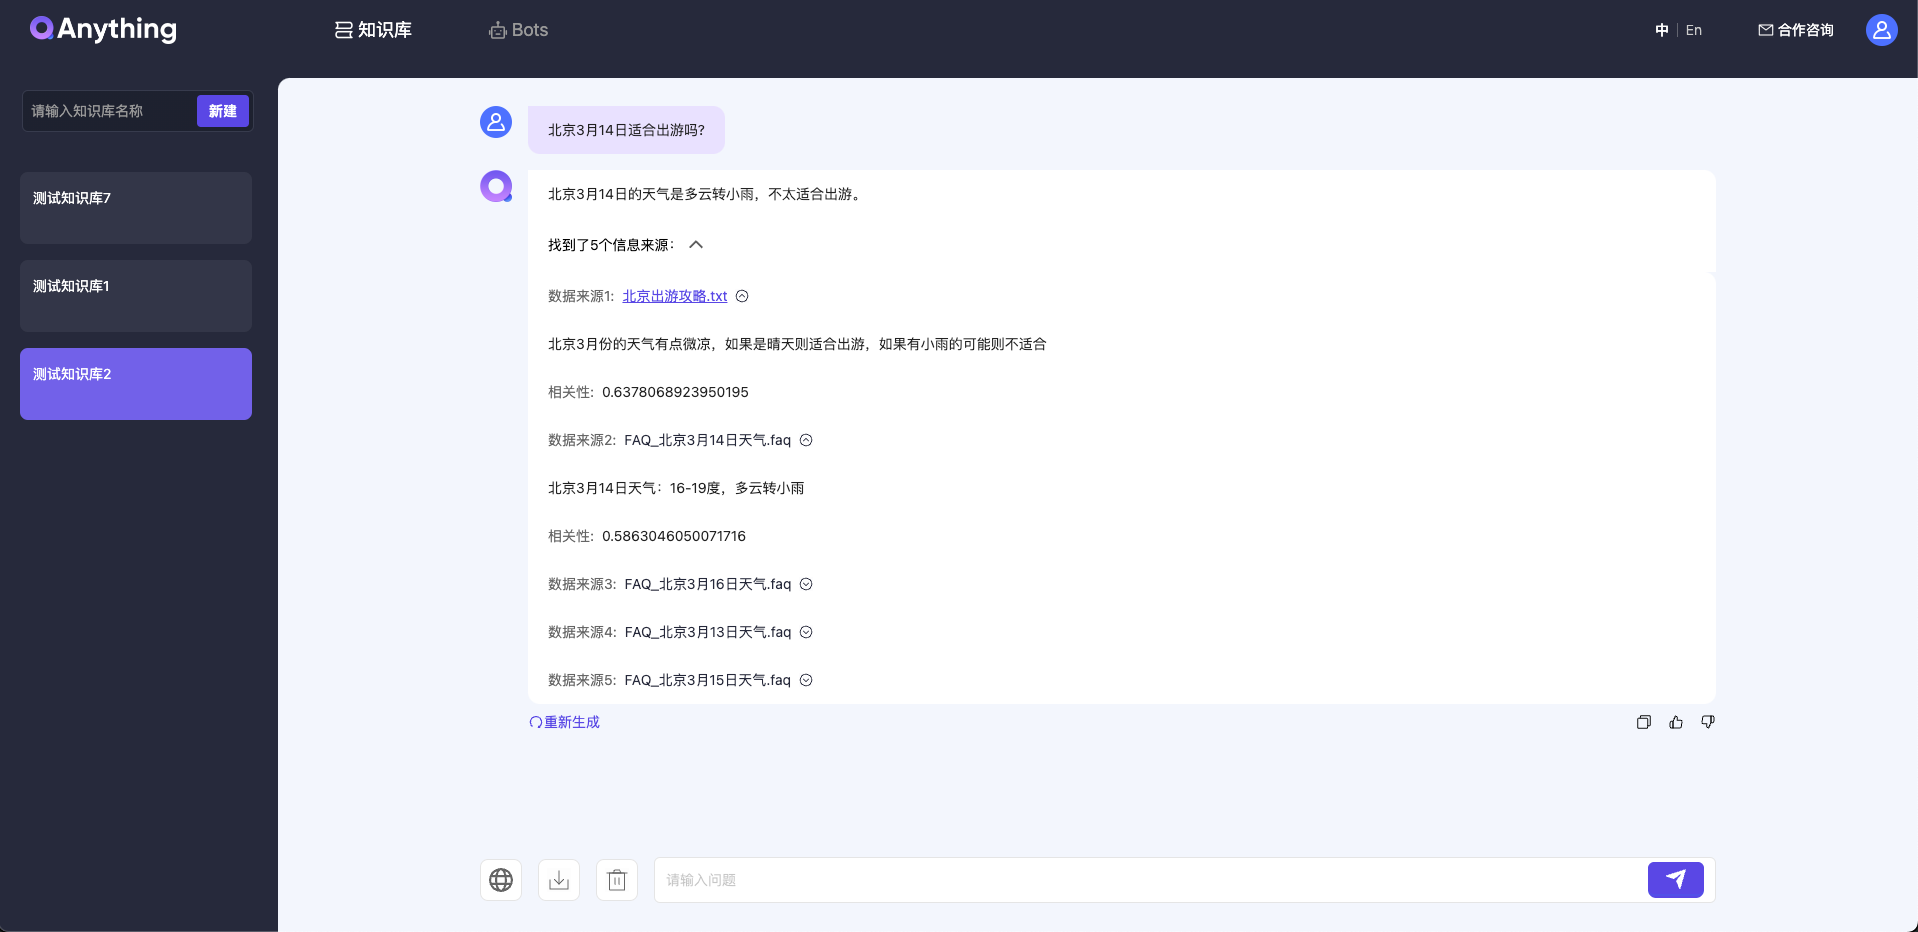 QAnything
知识库
Bots
中 | En
合作咨询
请输入知识库名称
新建
测试知识库7
测试知识库1
测试知识库2
北京3月14日适合出游吗?
北京3月14日的天气是多云转小雨，不太适合出游。
找到了5个信息来源：
数据来源1: 北京出游攻略.txt
北京3月份的天气有点微凉，如果是晴天则适合出游，如果有小雨的可能则不适合
相关性: 0.6378068923950195
数据来源2: FAQ_北京3月14日天气.faq
北京3月14日天气：16-19度，多云转小雨
相关性: 0.5863046050071716
数据来源3: FAQ_北京3月16日天气.faq
数据来源4: FAQ_北京3月13日天气.faq
数据来源5: FAQ_北京3月15日天气.faq
重新生成
请输入问题